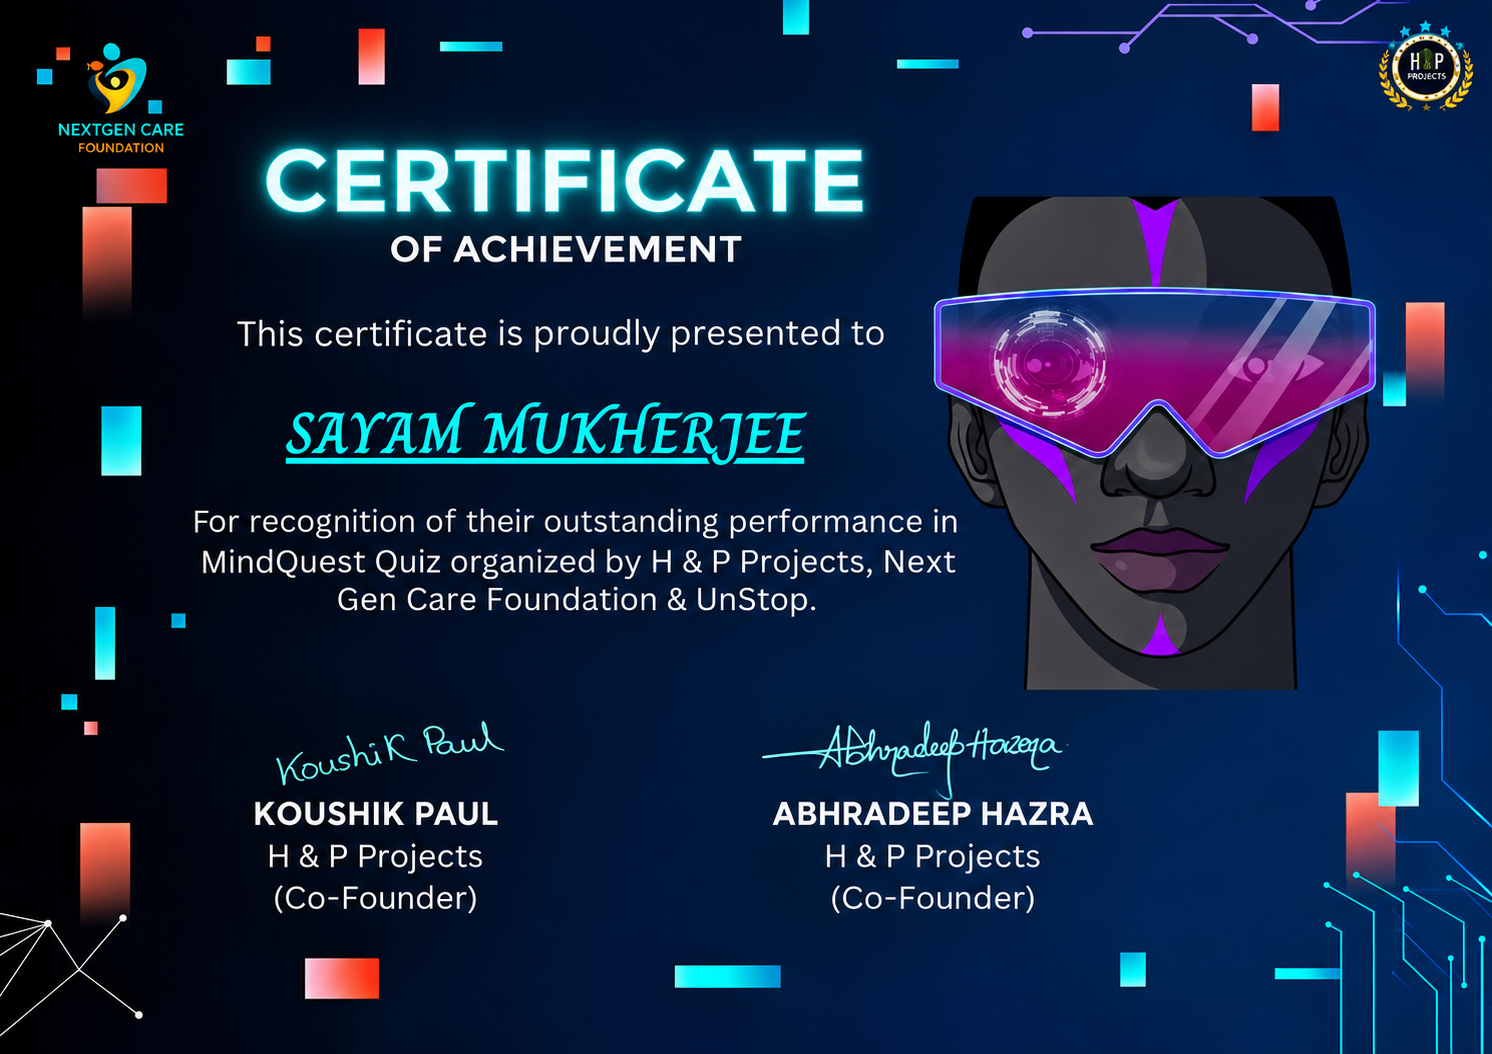 NEXTGEN CARE
FOUNDATION
H P
PROJECTS
CERTIFICATE
OF ACHIEVEMENT
This certificate is proudly presented to
SAYAM MUKHERJEE
For recognition of their outstanding performance in
MindQuest Quiz organized by H & P Projects, Next
Gen Care Foundation & UnStop.
Koushik Paul
Abhradeep Hazra
KOUSHIK PAUL
ABHRADEEP HAZRA
H & P Projects
H & P Projects
(Co-Founder)
(Co-Founder)